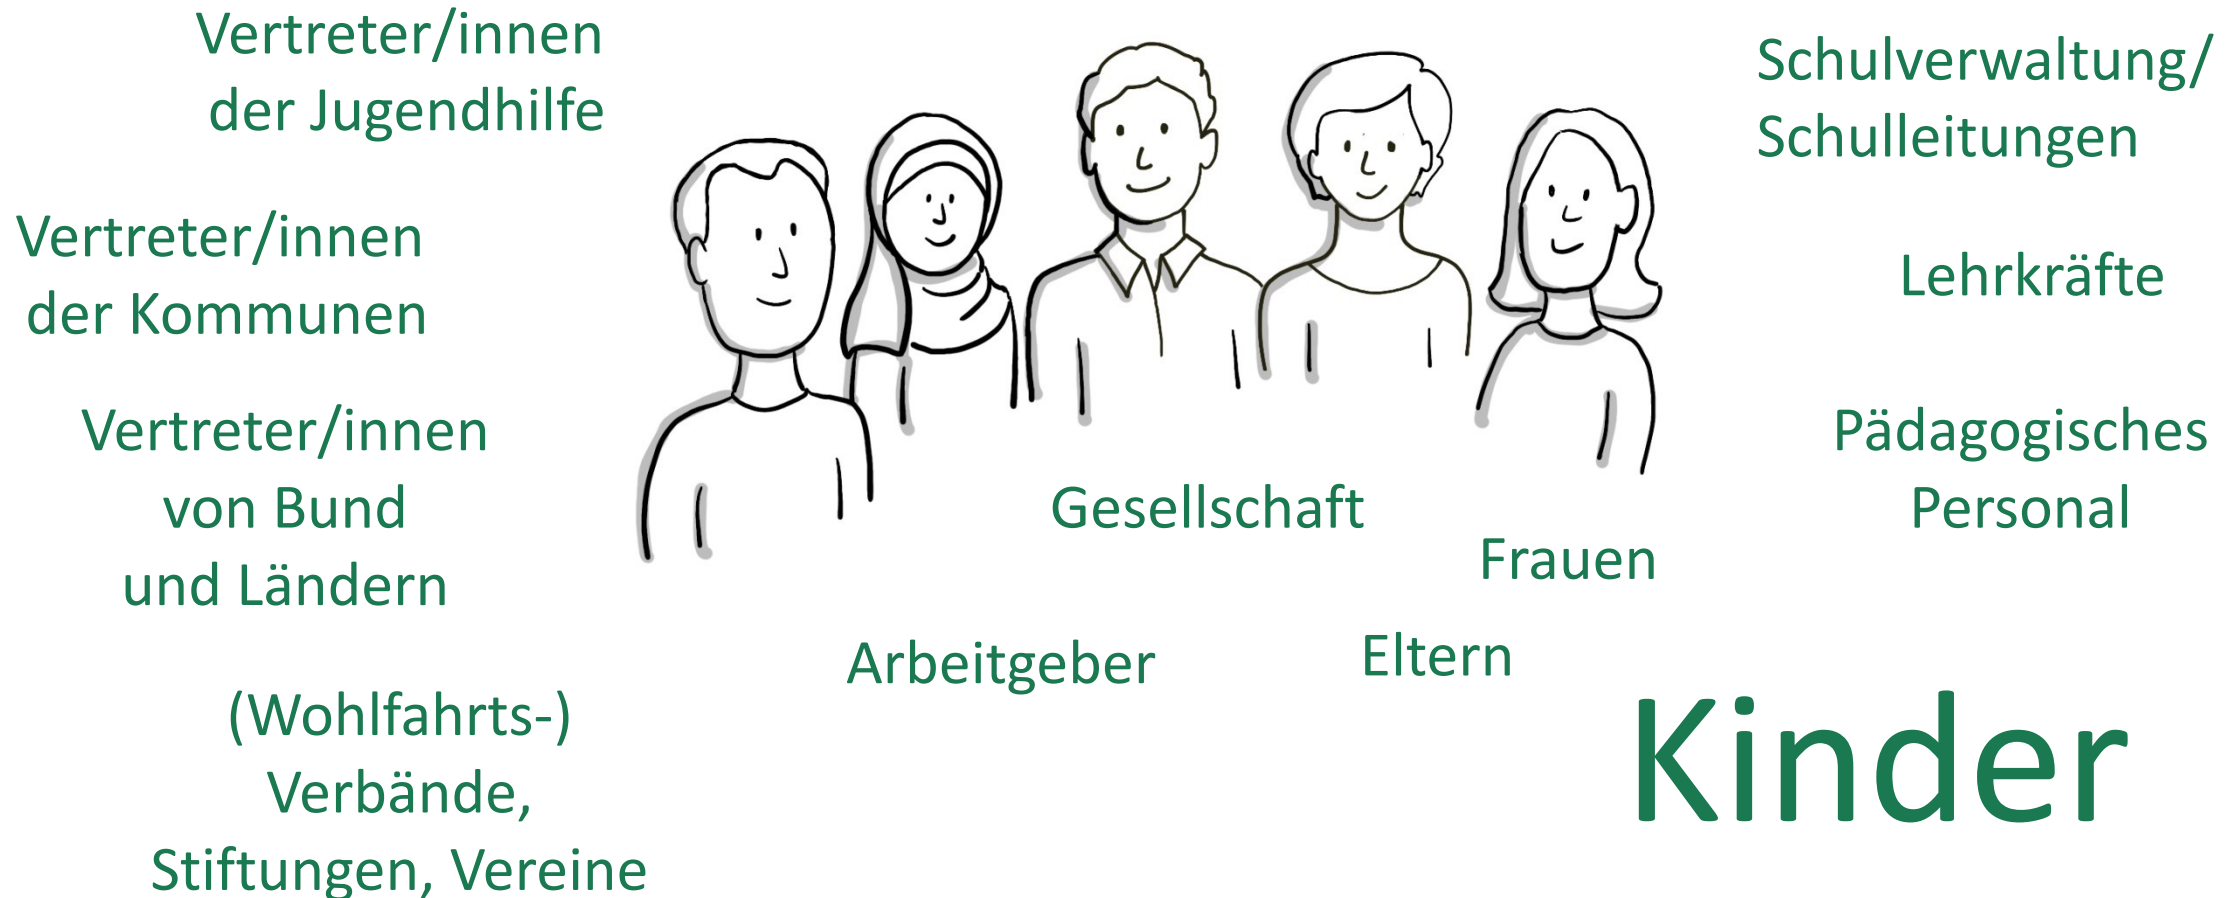 Vertreter/innen
der Jugendhilfe
Vertreter/innen
der Kommunen
Vertreter/innen
von Bund
und Ländern
(Wohlfahrts-)
Verbände,
Stiftungen, Vereine
Gesellschaft
Frauen
Arbeitgeber
Eltern
Schulverwaltung/
Schulleitungen
Lehrkräfte
Pädagogisches
Personal
Kinder